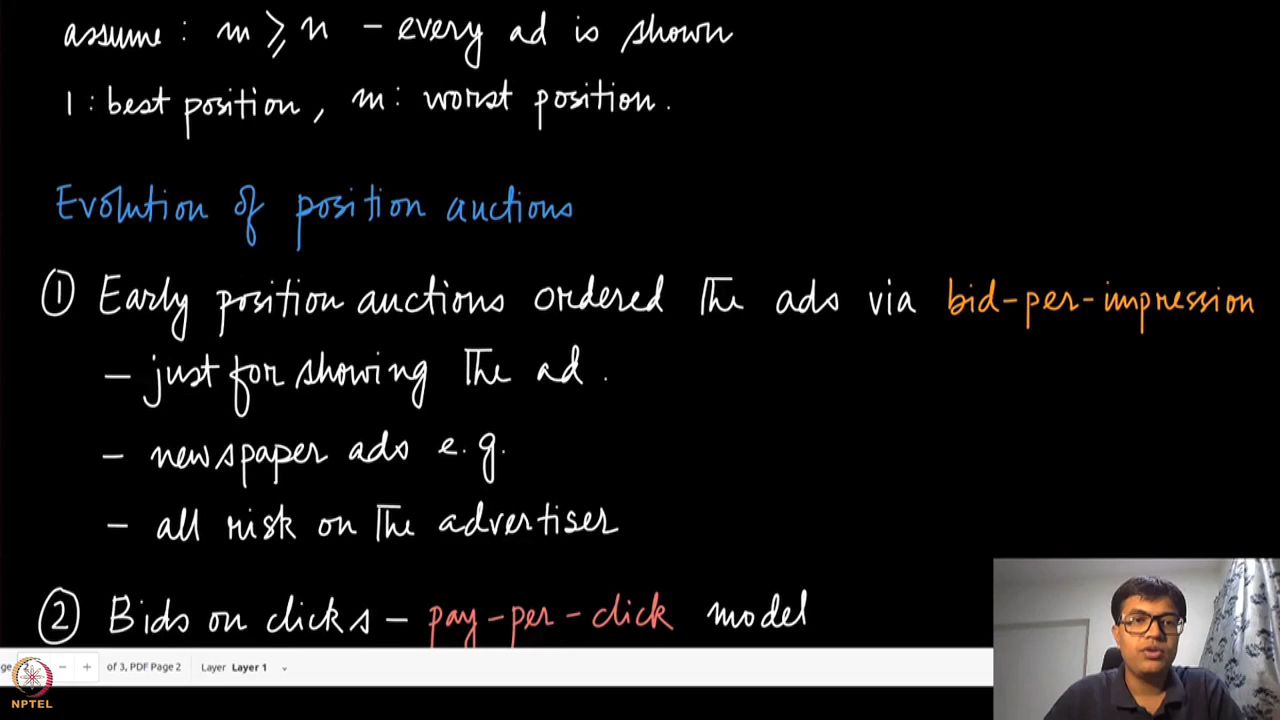 assume : m ⩾ n - every ad is shown
1 : best position, m : worst position.
Evolution of position auctions
① Early position auctions ordered the ads via bid-per-impression
- just for showing the ad.
- newspaper ads e.g.
- all risk on the advertiser
② Bids on clicks - pay-per-click model
ge 2 - + of 3, PDF Page 2 Layer Layer 1
NPTEL